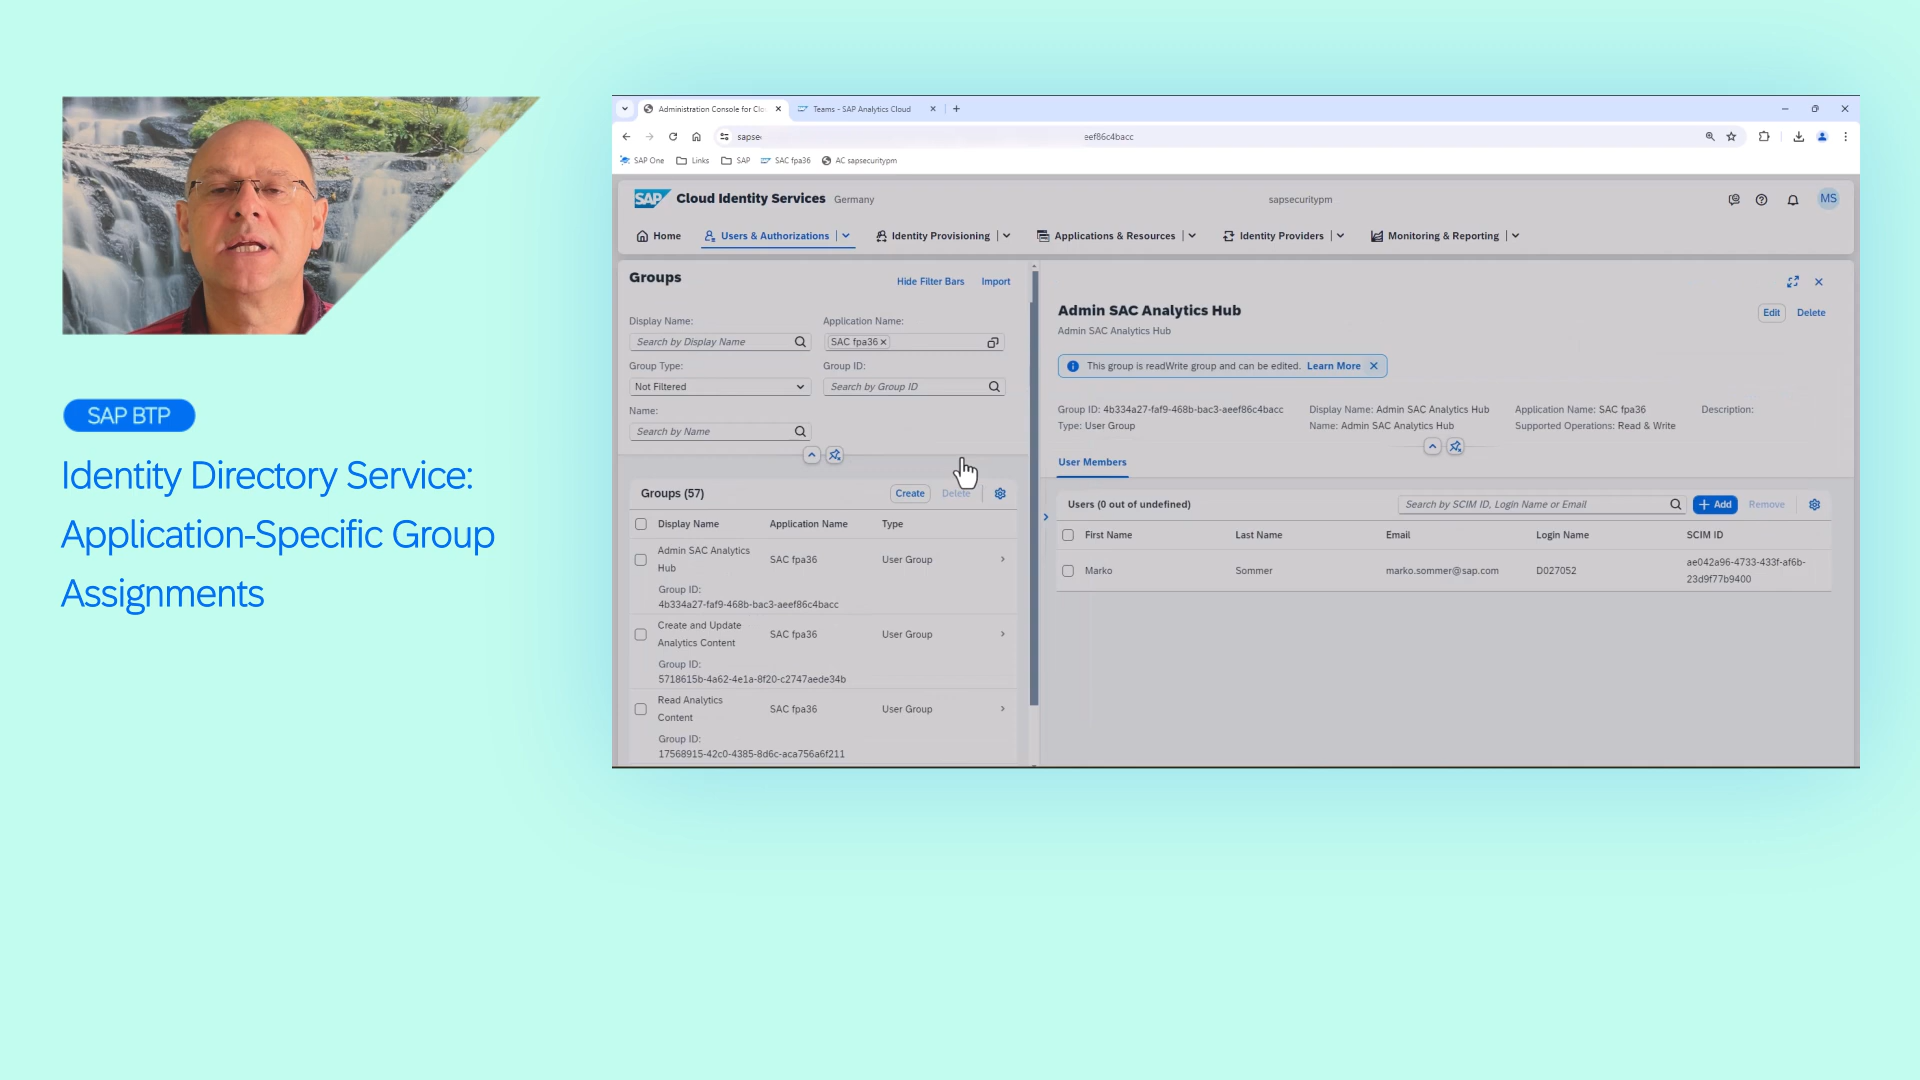 SAP BTP
Identity Directory Service:
Application-Specific Group
Assignments
Administration Console for Clo
Teams - SAP Analytics Cloud
sapse
aeef86c4bacc
SAP One
Links
SAP
SAC fpa36
AC sapsecuritypm
SAP Cloud Identity Services Germany
sapsecuritypm
MS
Home
Users & Authorizations
Identity Provisioning
Applications & Resources
Identity Providers
Monitoring & Reporting
Groups
Hide Filter Bars
Import
Display Name:
Application Name:
Search by Display Name
SAC fpa36
Group Type:
Group ID:
Not Filtered
Search by Group ID
Name:
Search by Name
Groups (57)
Create
Delete
Display Name Application Name Type
Admin SAC Analytics
Hub
SAC fpa36
User Group
Group ID:
4b334a27-faf9-468b-bac3-aeef86c4bacc
Create and Update
Analytics Content
SAC fpa36
User Group
Group ID:
5718615b-4a62-4e1a-8f20-c2747aede34b
Read Analytics
Content
SAC fpa36
User Group
Group ID:
17568915-42c0-4385-8d6c-aca756a6f211
Admin SAC Analytics Hub
Admin SAC Analytics Hub
Edit
Delete
This group is readWrite group and can be edited. Learn More
Group ID: 4b334a27-faf9-468b-bac3-aeef86c4bacc
Type: User Group
Display Name: Admin SAC Analytics Hub
Name: Admin SAC Analytics Hub
Application Name: SAC fpa36
Supported Operations: Read & Write
Description:
User Members
Users (0 out of undefined)
Search by SCIM ID, Login Name or Email
Add
Remove
First Name Last Name Email Login Name SCIM ID
Marko Sommer marko.sommer@sap.com D027052
ae042a96-4733-433f-af6b-
23d9f77b9400